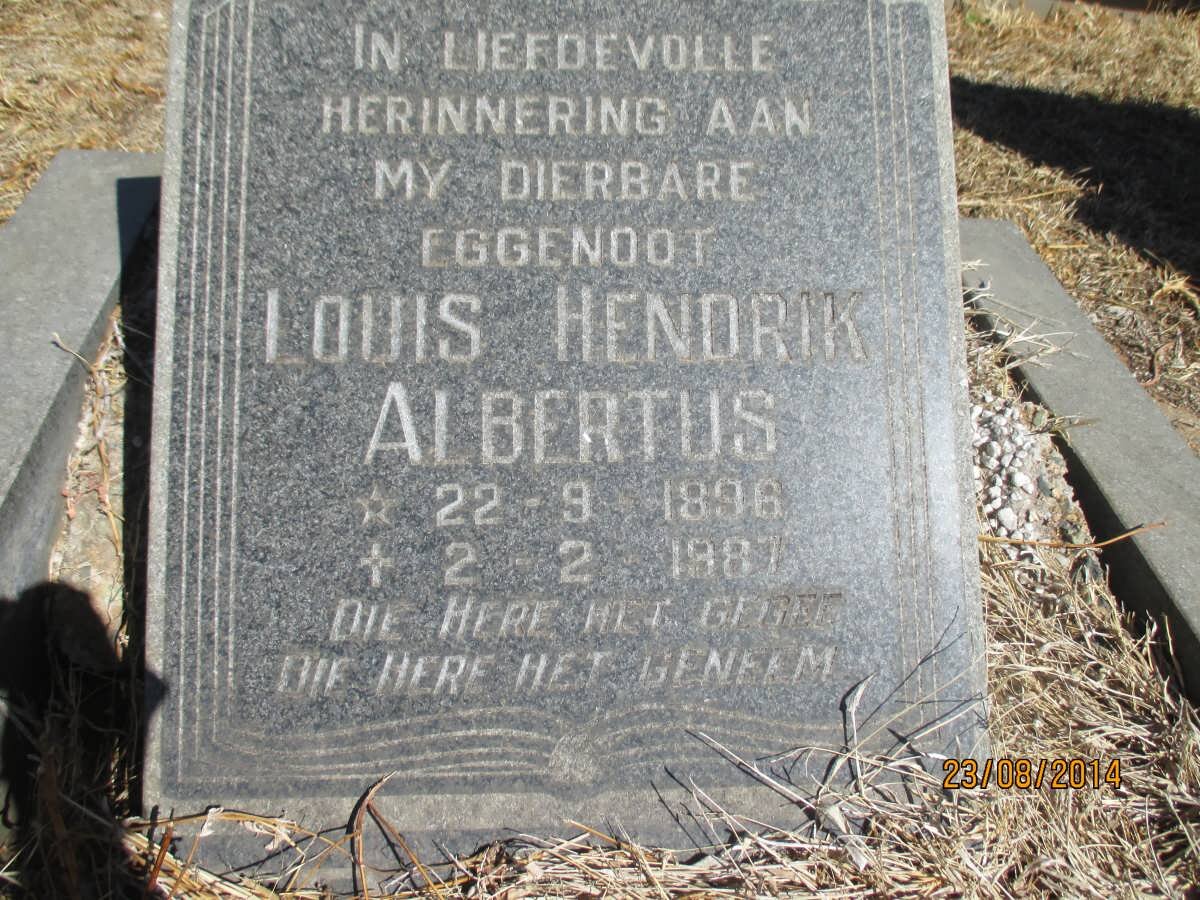 IN LIEFDEVOLLE
HERINNERING AAN
MY DIERBARE
EGGENOOT
LOUIS HENDRIK
ALBERTUS
☆ 22 - 9 - 1896
✝ 2 - 2 - 1987
DIE HERE HET GEGEE
DIE HERE HET GENEEM
23/08/2014